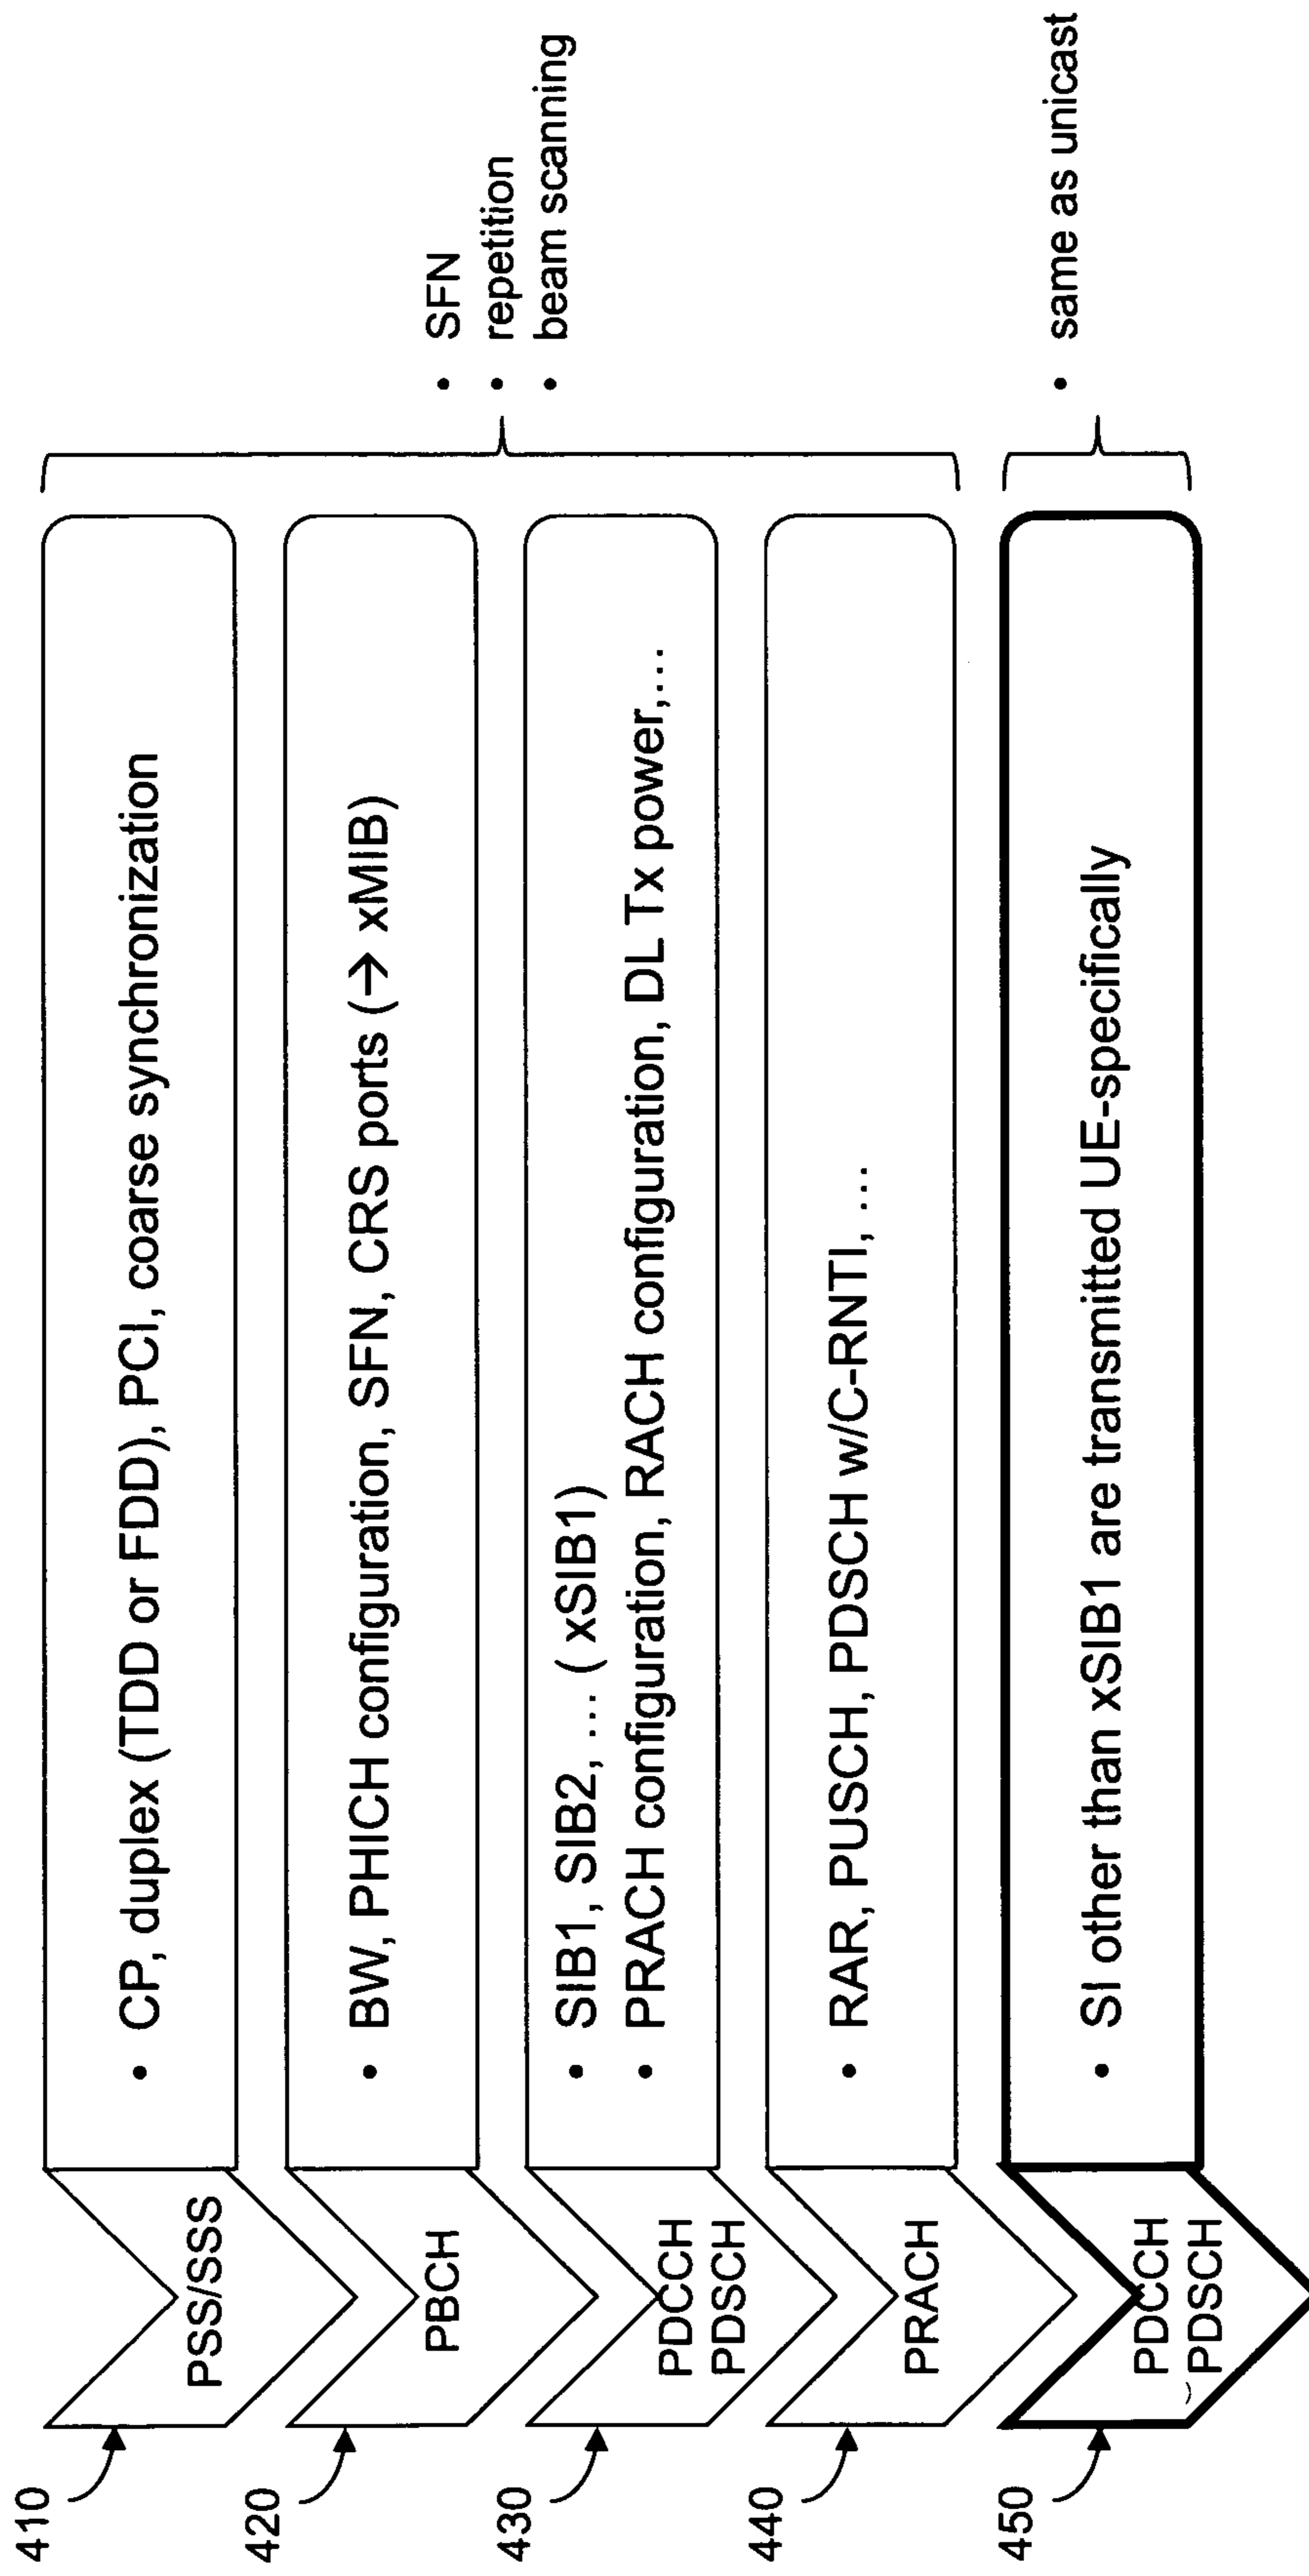 410
PSS/SSS
• CP, duplex (TDD or FDD), PCI, coarse synchronization
420
PBCH
• BW, PHICH configuration, SFN, CRS ports (→ xMIB)
430
PDCCH
PDSCH
• SIB1, SIB2, … ( xSIB1)
• PRACH configuration, RACH configuration, DL Tx power,…
440
PRACH
• RAR, PUSCH, PDSCH w/C-RNTI, …
• SFN
• repetition
• beam scanning
450
PDCCH
PDSCH
• SI other than xSIB1 are transmitted UE-specifically
• same as unicast